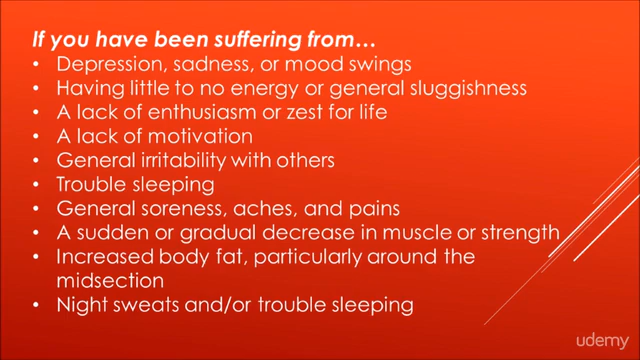 If you have been suffering from…
• Depression, sadness, or mood swings
• Having little to no energy or general sluggishness
• A lack of enthusiasm or zest for life
• A lack of motivation
• General irritability with others
• Trouble sleeping
• General soreness, aches, and pains
• A sudden or gradual decrease in muscle or strength
• Increased body fat, particularly around the
midsection
• Night sweats and/or trouble sleeping
udemy